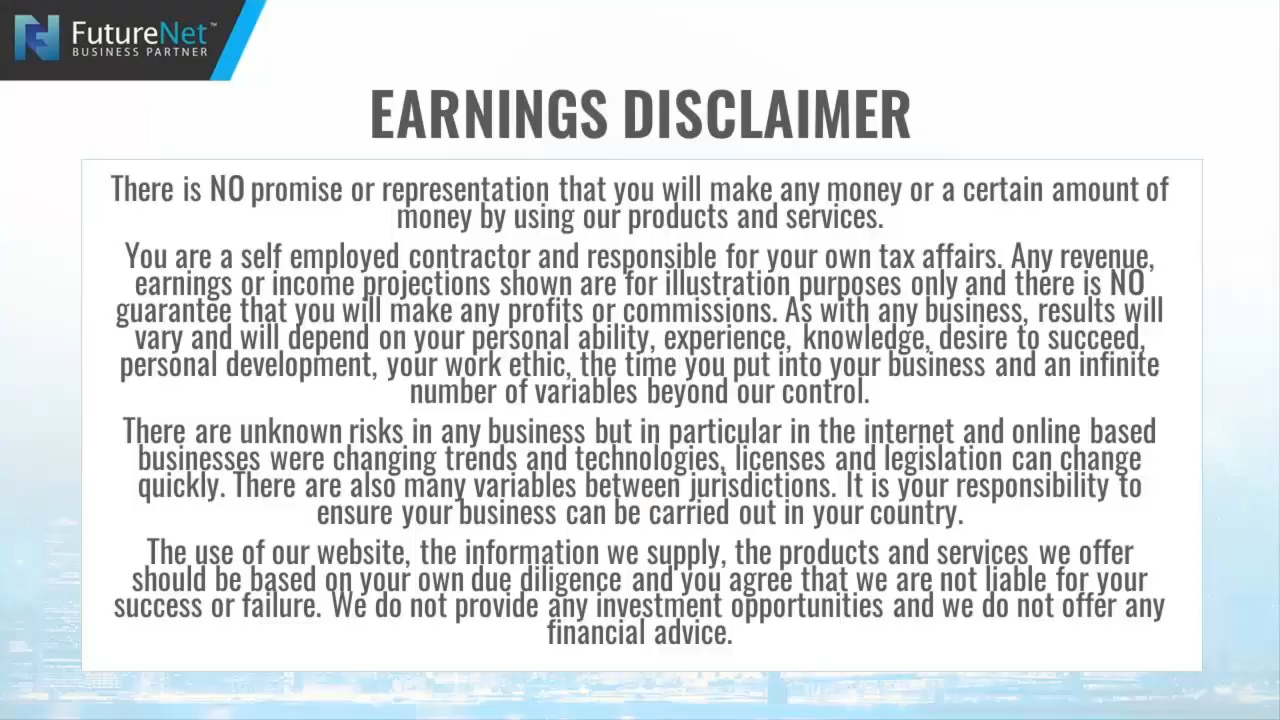 FutureNet™
BUSINESS PARTNER
EARNINGS DISCLAIMER
There is NO promise or representation that you will make any money or a certain amount of
money by using our products and services.
You are a self employed contractor and responsible for your own tax affairs. Any revenue,
earnings or income projections shown are for illustration purposes only and there is NO
guarantee that you will make any profits or commissions. As with any business, results will
vary and will depend on your personal ability, experience, knowledge, desire to succeed,
personal development, your work ethic, the time you put into your business and an infinite
number of variables beyond our control.
There are unknown risks in any business but in particular in the internet and online based
businesses were changing trends and technologies, licenses and legislation can change
quickly. There are also many variables between jurisdictions. It is your responsibility to
ensure your business can be carried out in your country.
The use of our website, the information we supply, the products and services we offer
should be based on your own due diligence and you agree that we are not liable for your
success or failure. We do not provide any investment opportunities and we do not offer any
financial advice.